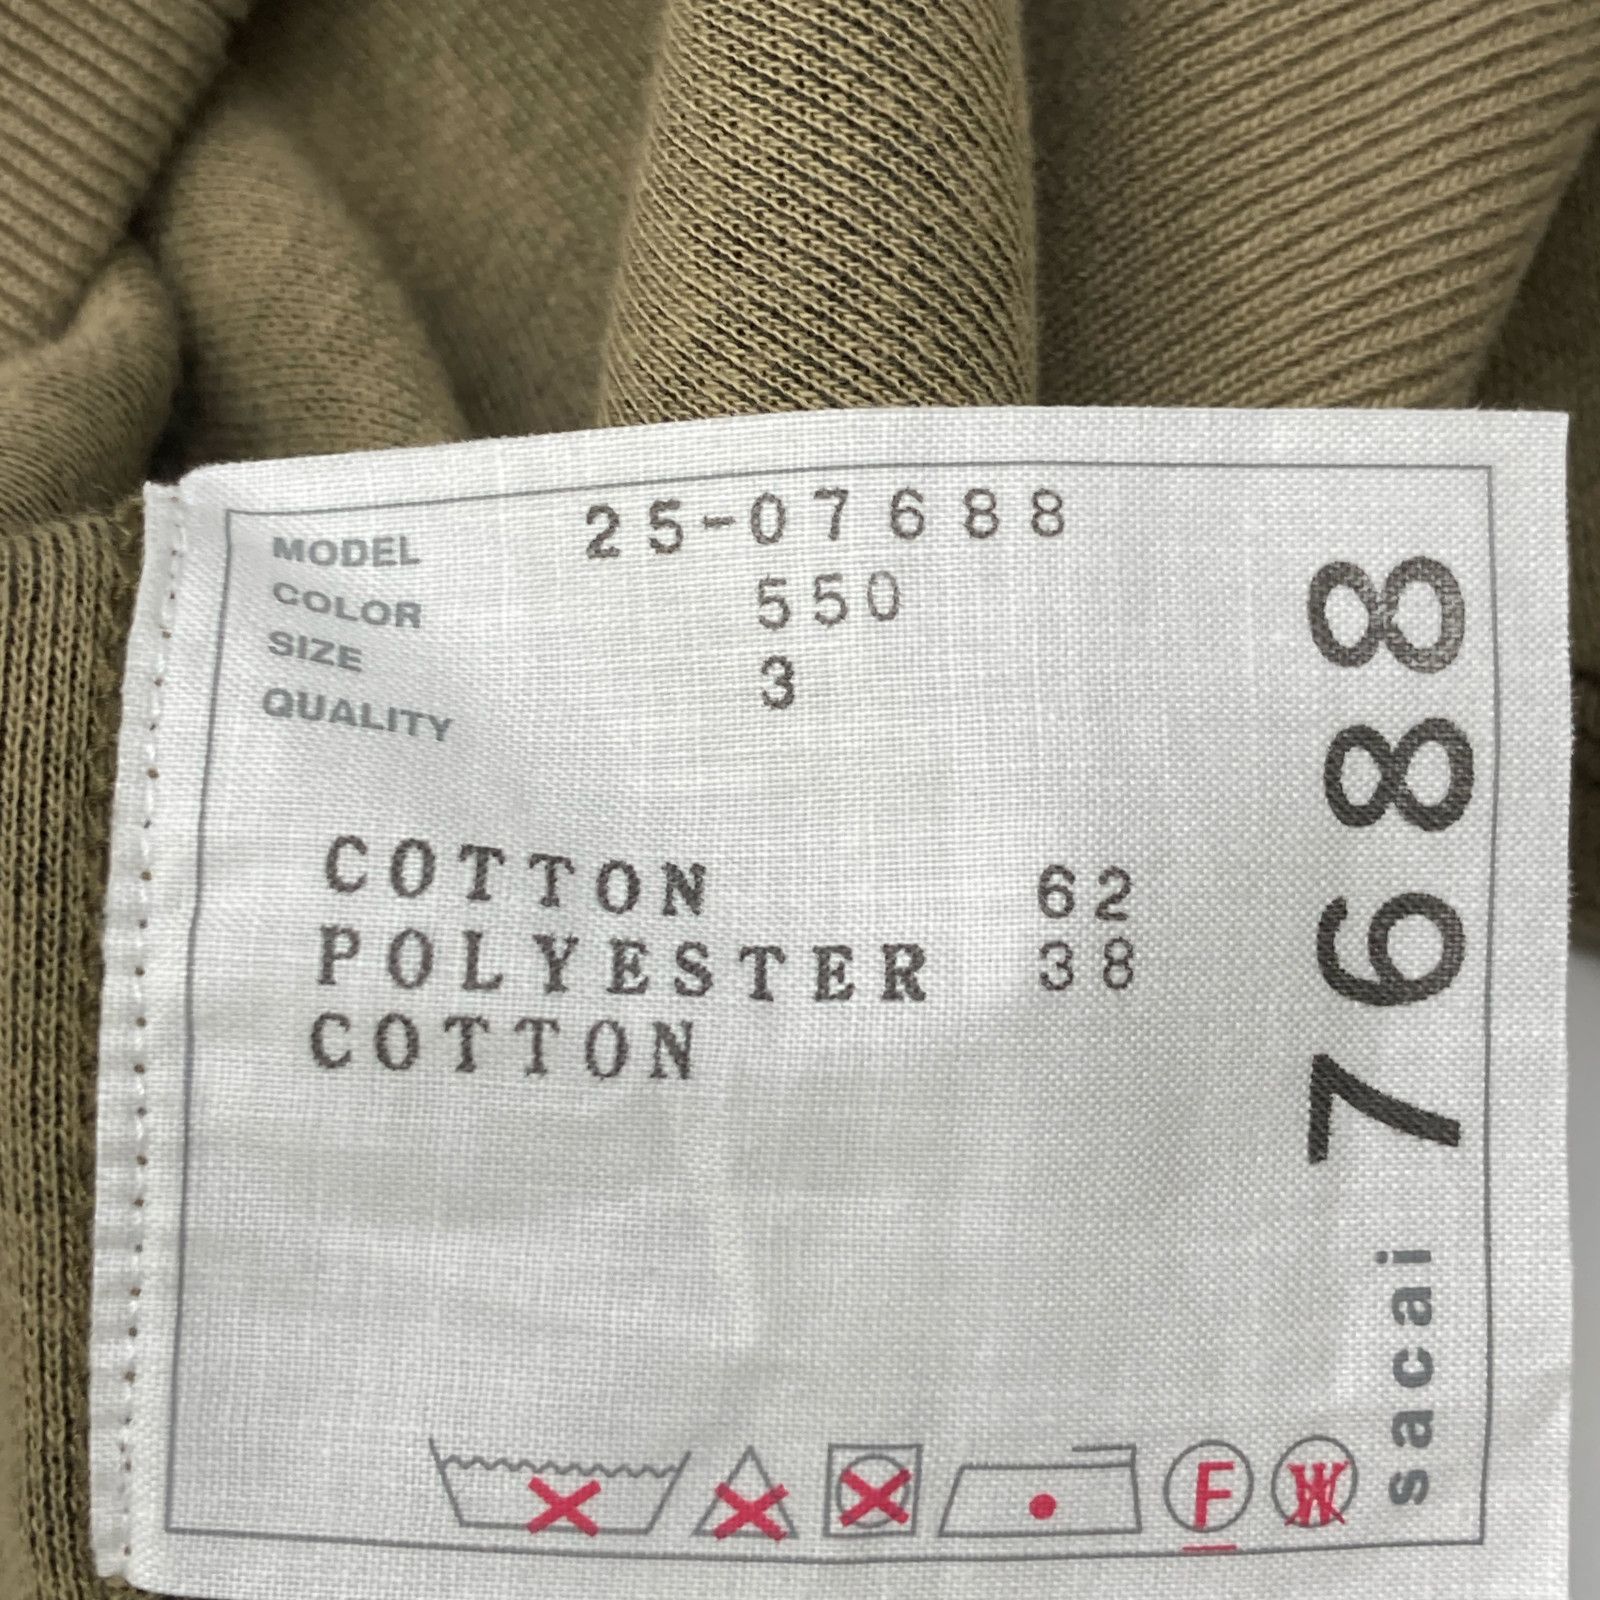 MODEL 25-07688
COLOR 550
SIZE 3
QUALITY
COTTON 62
POLYESTER 38
COTTON
sacai 7688
F
W